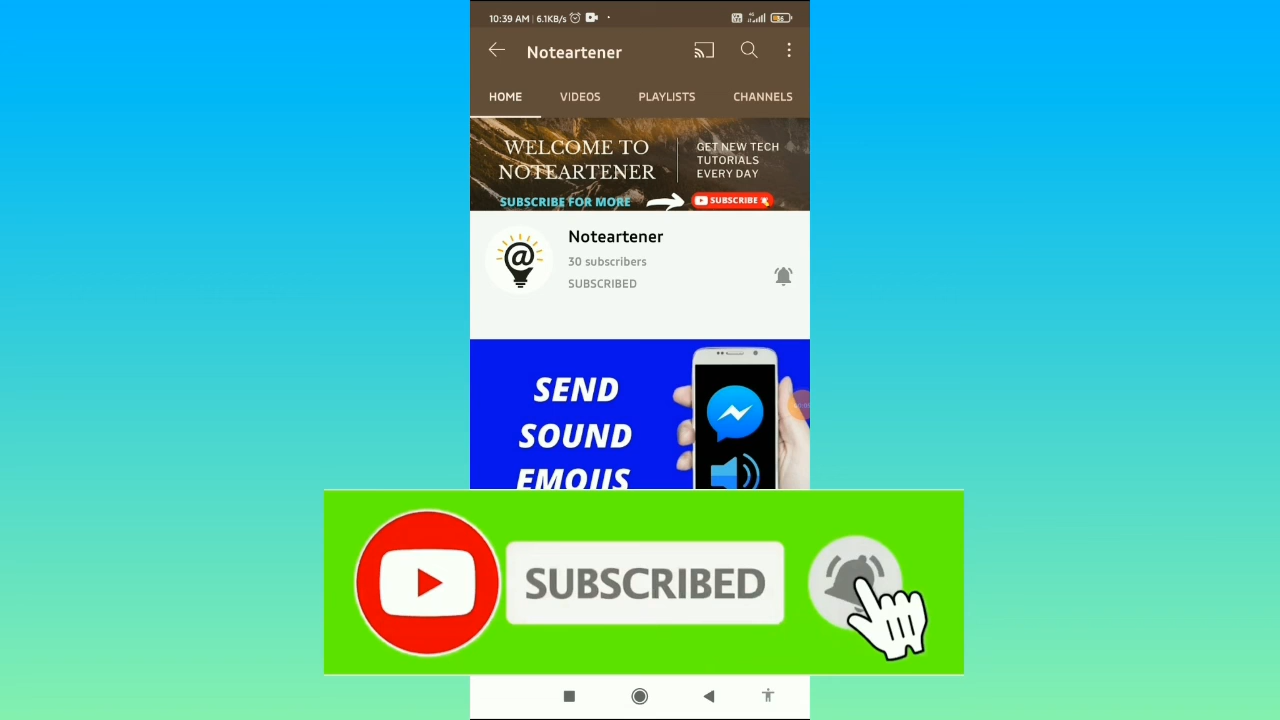 10:39 AM | 6.1KB/s
Noteartener
HOME VIDEOS PLAYLISTS CHANNELS
WELCOME TO
NOTEARTENER
SUBSCRIBE FOR MORE
GET NEW TECH
TUTORIALS
EVERY DAY
SUBSCRIBE
@
Noteartener
30 subscribers
SUBSCRIBED
SEND
SOUND
EMOJIS
SUBSCRIBED